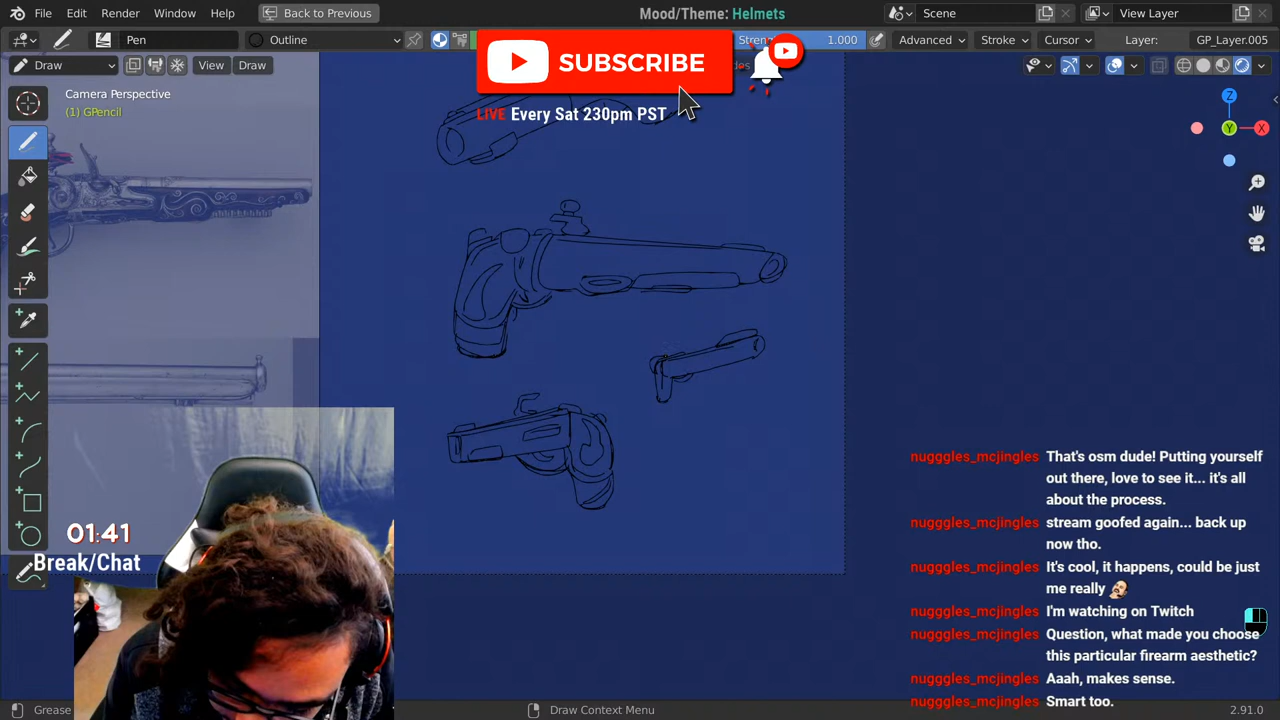 File Edit Render Window Help Back to Previous Mood/Theme: Helmets Scene View Layer
Pen Outline Stren 1.000 Advanced Stroke Cursor Layer: GP_Layer.005
SUBSCRIBE
Draw View Draw
LIVE Every Sat 230pm PST
Camera Perspective
(1) GPencil
Z
Y
X
nugggles_mcjingles That's osm dude! Putting yourself
out there, love to see it... it's all
about the process.
nugggles_mcjingles stream goofed again... back up
now tho.
nugggles_mcjingles It's cool, it happens, could be just
me really
nugggles_mcjingles I'm watching on Twitch
nugggles_mcjingles Question, what made you choose
this particular firearm aesthetic?
nugggles_mcjingles Aaah, makes sense.
nugggles_mcjingles Smart too.
01:41
Break/Chat
Grease Draw Context Menu 2.91.0